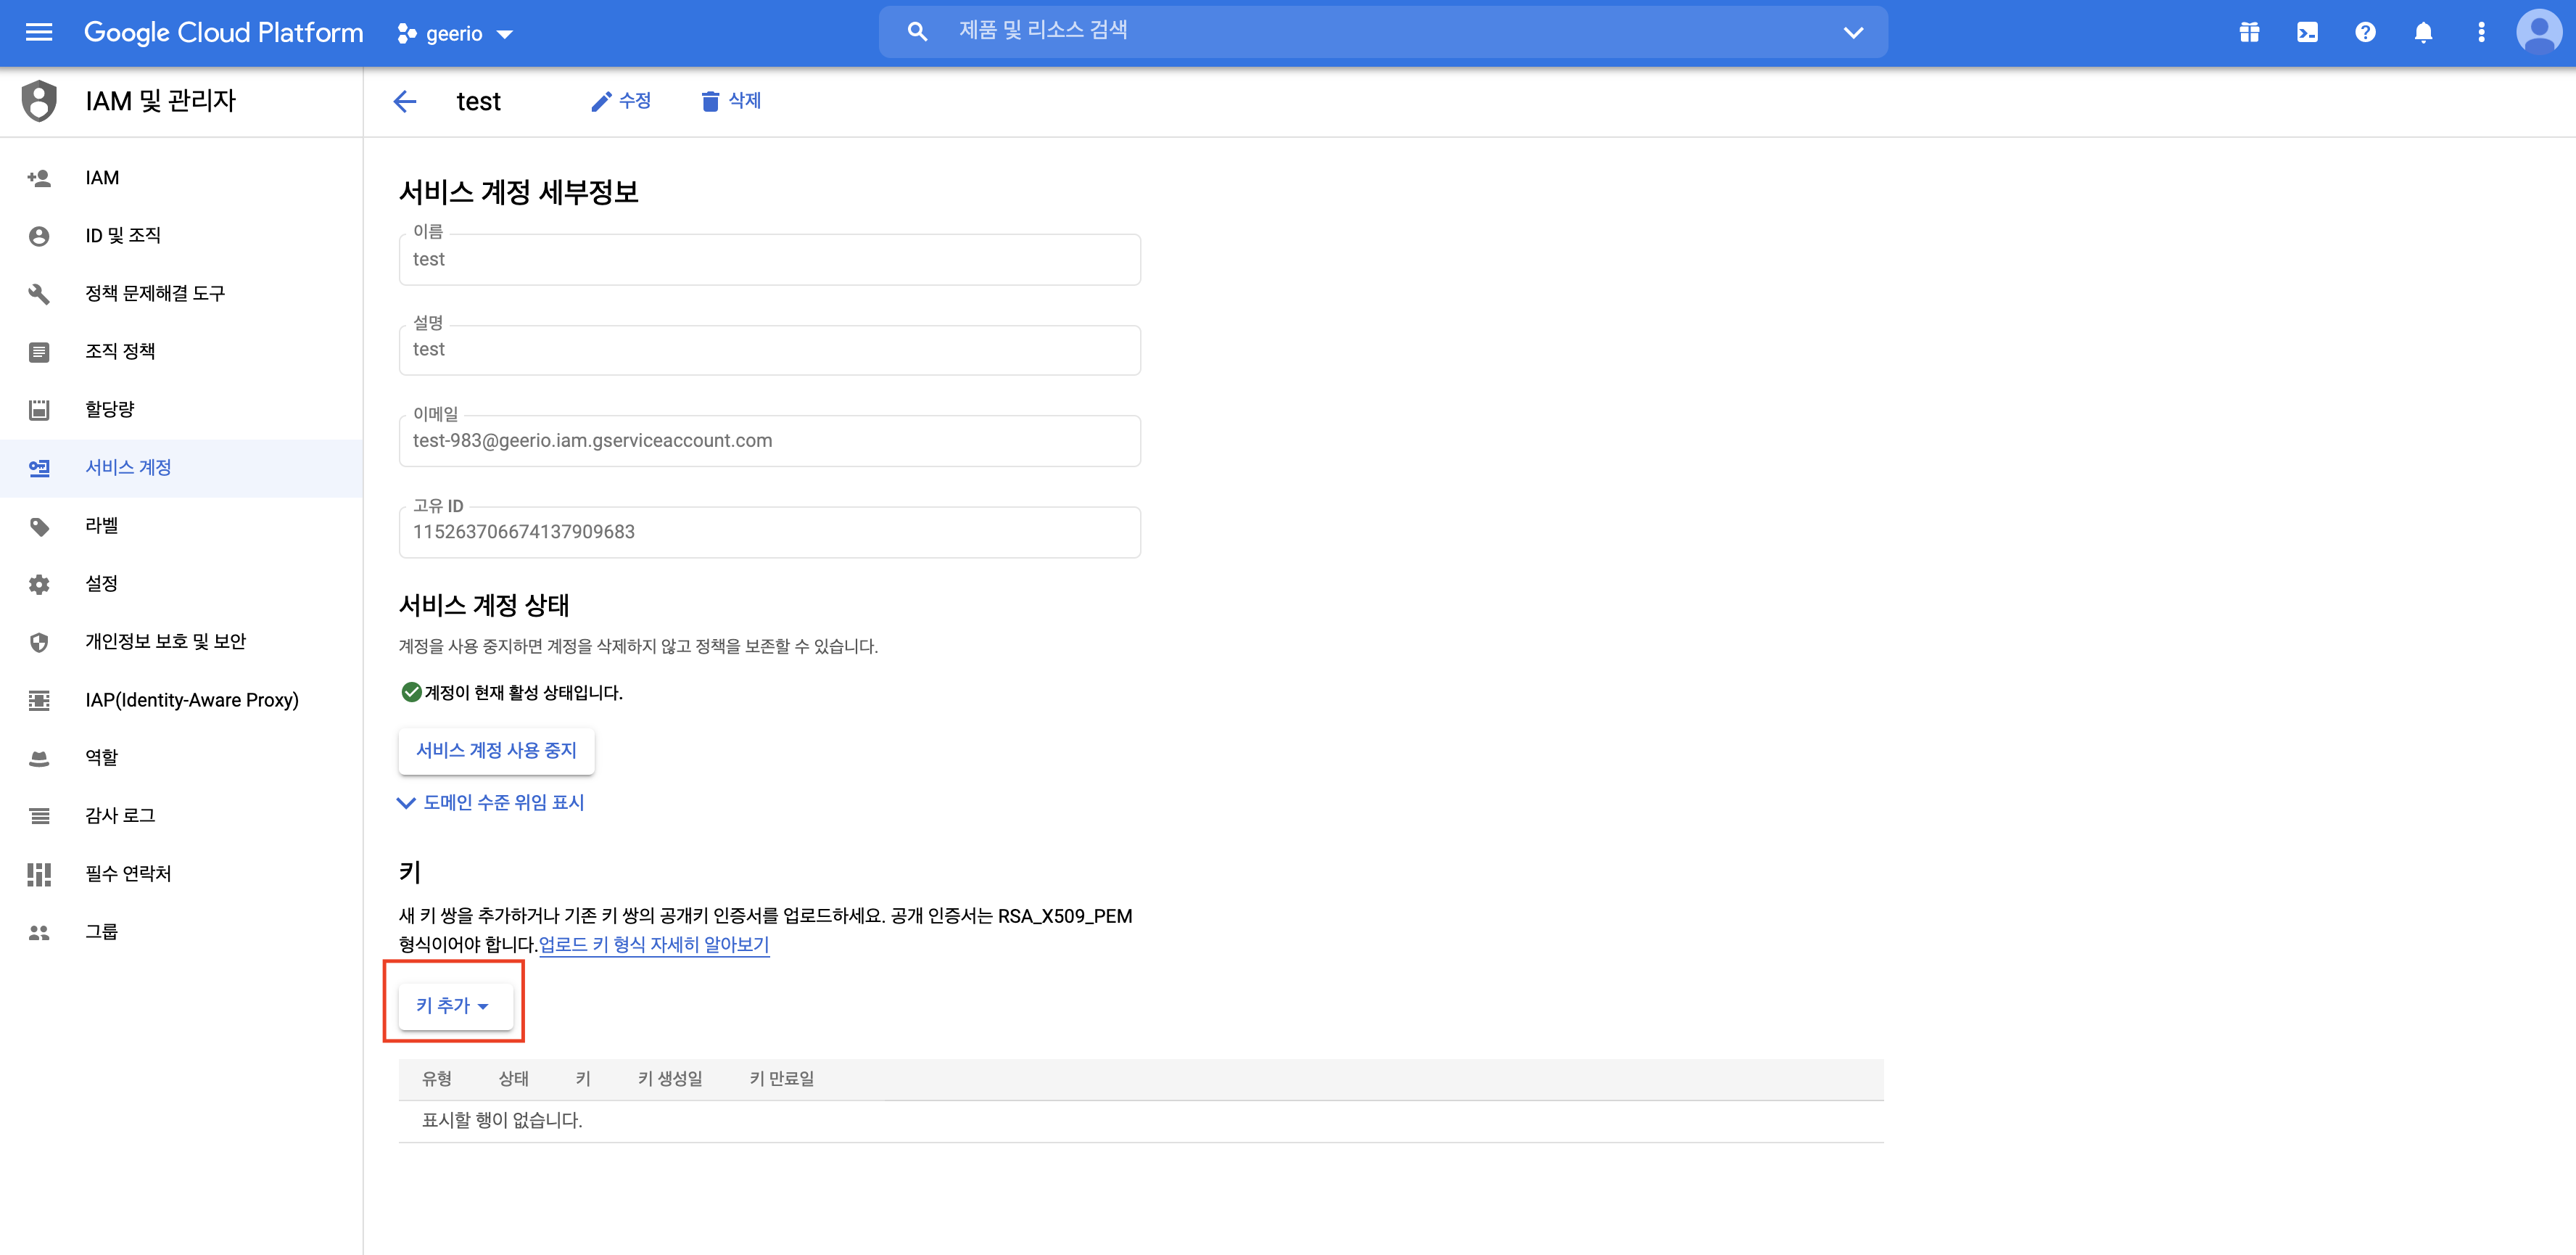 Google Cloud Platform
geerio
제품 및 리소스 검색
IAM 및 관리자
test
수정
삭제
IAM
ID 및 조직
정책 문제해결 도구
조직 정책
할당량
서비스 계정
라벨
설정
개인정보 보호 및 보안
IAP(Identity-Aware Proxy)
역할
감사 로그
필수 연락처
그룹
서비스 계정 세부정보
이름
test
설명
test
이메일
test-983@geerio.iam.gserviceaccount.com
고유 ID
115263706674137909683
서비스 계정 상태
계정을 사용 중지하면 계정을 삭제하지 않고 정책을 보존할 수 있습니다.
계정이 현재 활성 상태입니다.
서비스 계정 사용 중지
도메인 수준 위임 표시
키
새 키 쌍을 추가하거나 기존 키 쌍의 공개키 인증서를 업로드하세요. 공개 인증서는 RSA_X509_PEM
형식이어야 합니다.업로드 키 형식 자세히 알아보기
키 추가
유형 상태 키 키 생성일 키 만료일
표시할 행이 없습니다.